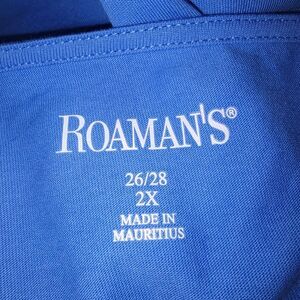 ROAMAN'S®
26/28
2X
MADE IN
MAURITIUS